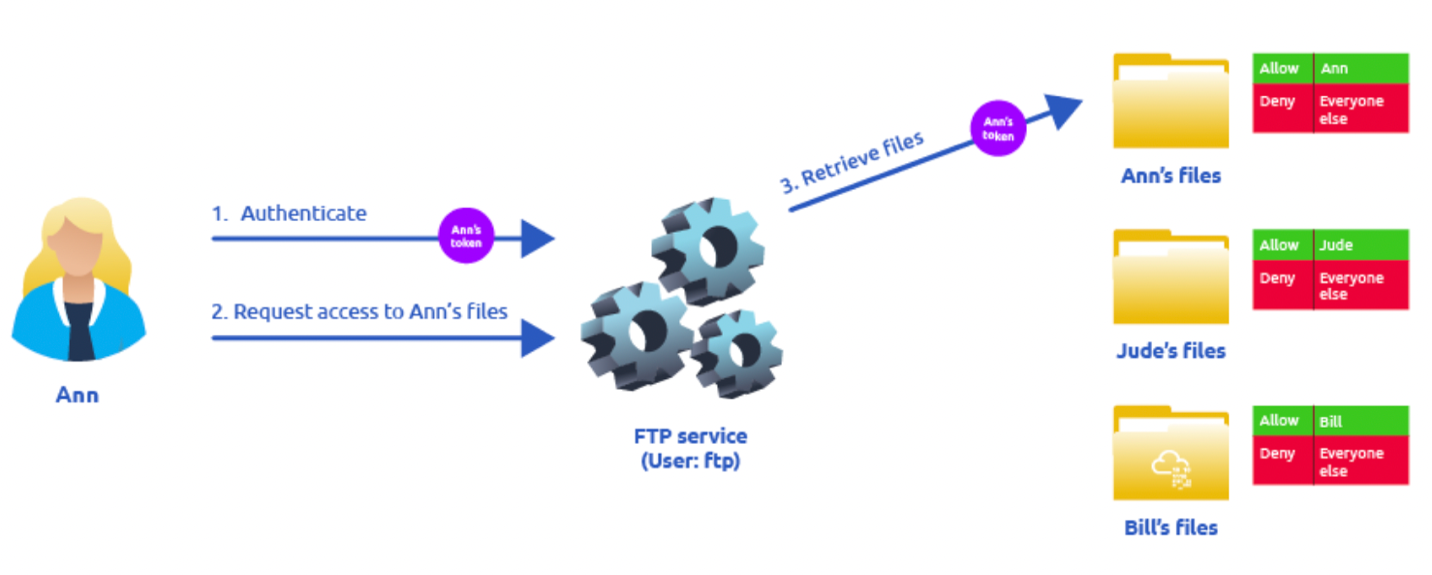 Ann
1. Authenticate
Ann's
token
2. Request access to Ann's files
FTP service
(User: ftp)
3. Retrieve files
Ann's
token
Allow Ann
Deny Everyone
else
Ann's files
Allow Jude
Deny Everyone
else
Jude's files
Allow Bill
Deny Everyone
else
Bill's files